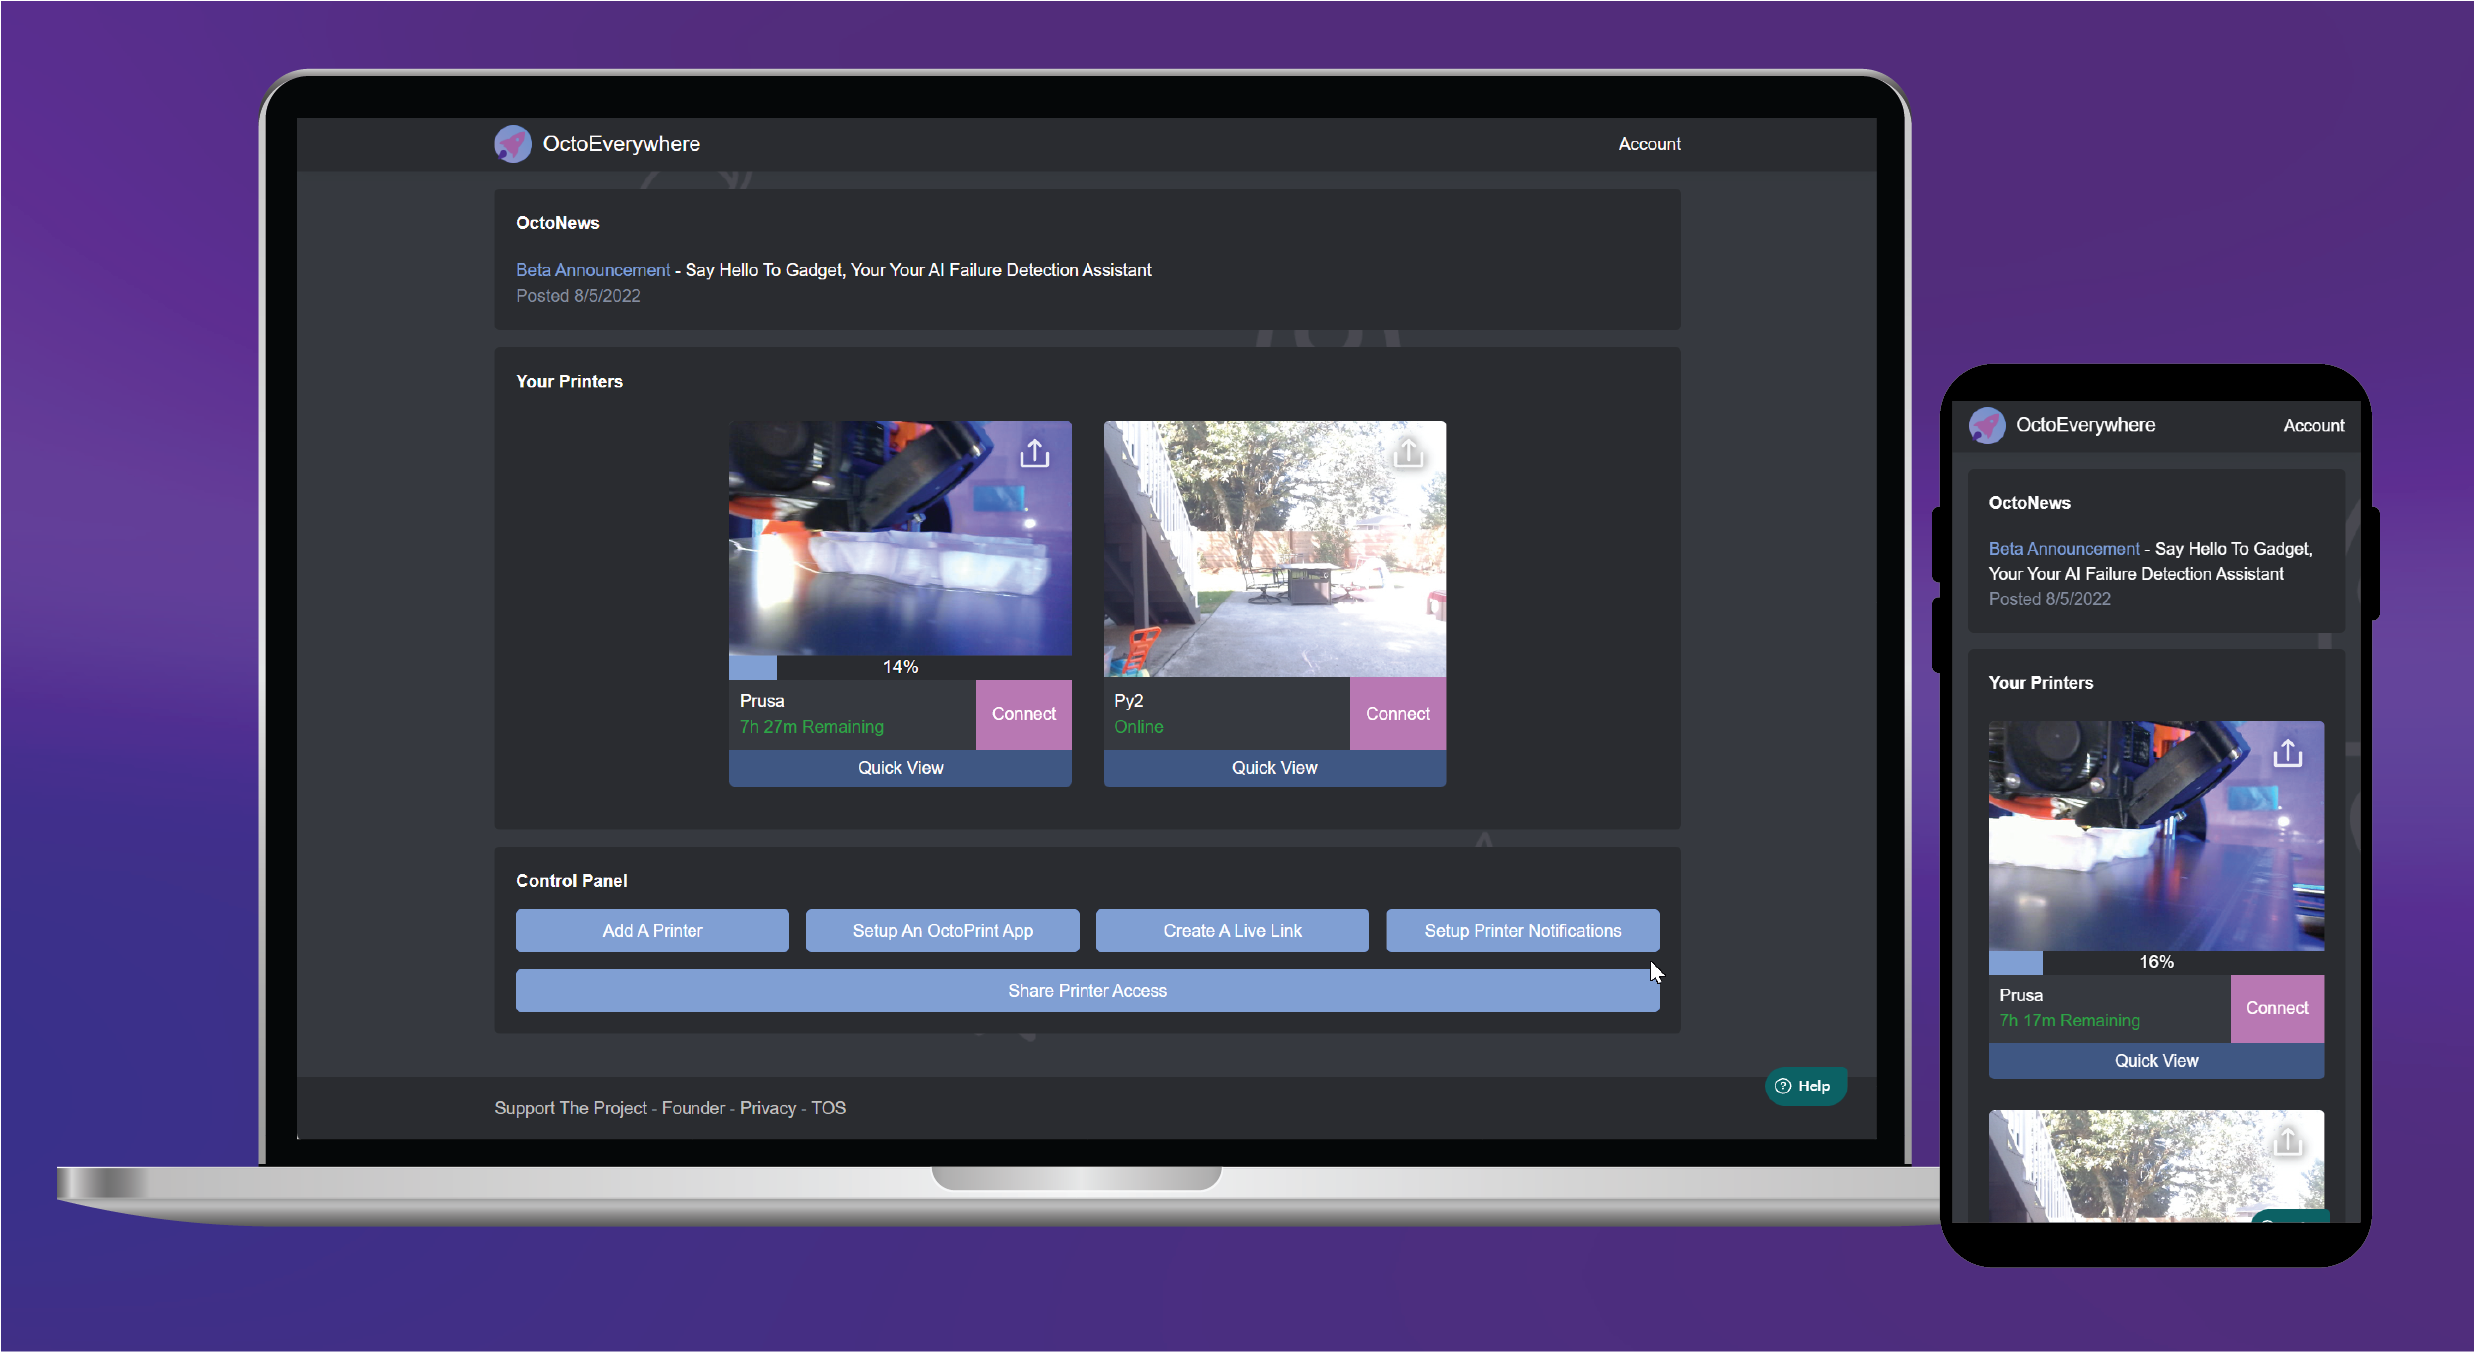 OctoEverywhere
Account
OctoNews
Beta Announcement - Say Hello To Gadget, Your Your AI Failure Detection Assistant
Posted 8/5/2022
Your Printers
14%
Prusa
7h 27m Remaining
Connect
Quick View
Py2
Online
Connect
Quick View
Control Panel
Add A Printer
Setup An OctoPrint App
Create A Live Link
Setup Printer Notifications
Share Printer Access
Help
Support The Project - Founder - Privacy - TOS
OctoEverywhere
Account
OctoNews
Beta Announcement - Say Hello To Gadget,
Your Your AI Failure Detection Assistant
Posted 8/5/2022
Your Printers
16%
Prusa
7h 17m Remaining
Connect
Quick View